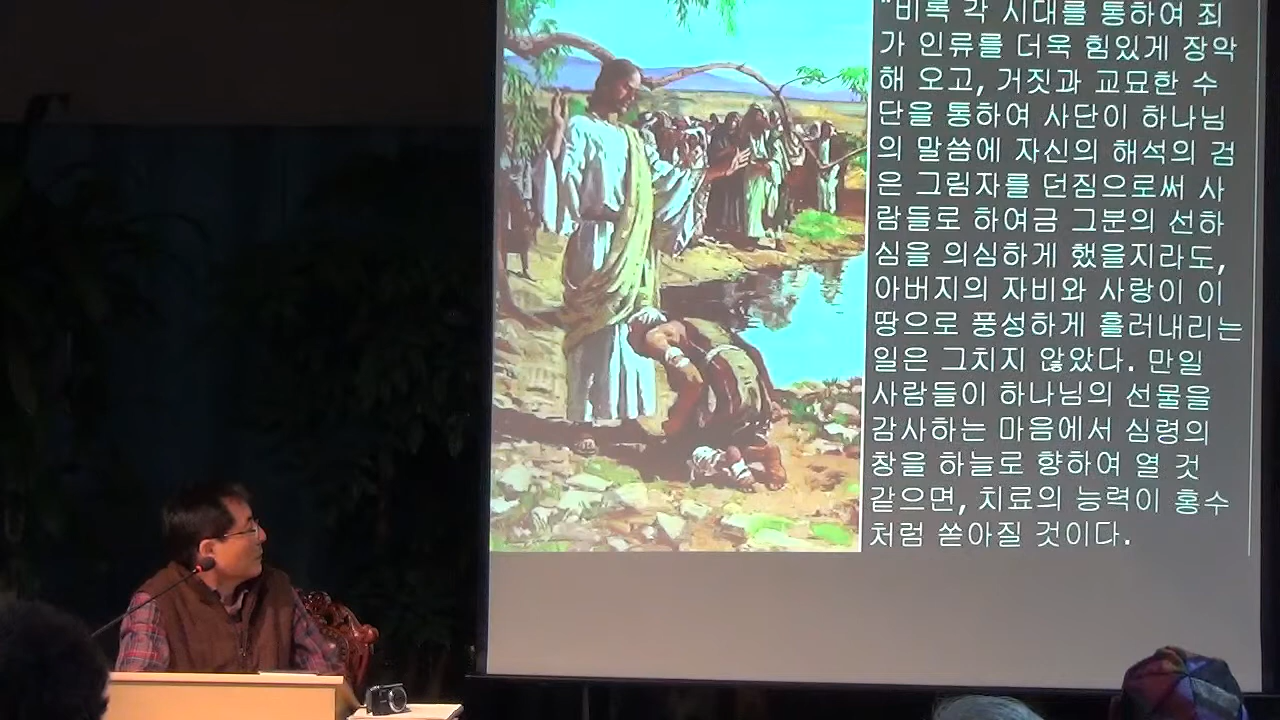 "비록 각 시대를 통하여 죄
가 인류를 더욱 힘있게 장악
해 오고, 거짓과 교묘한 수
단을 통하여 사단이 하나님
의 말씀에 자신의 해석의 검
은 그림자를 던짐으로써 사
람들로 하여금 그분의 선하
심을 의심하게 했을지라도,
아버지의 자비와 사랑이 이
땅으로 풍성하게 흘러내리는
일은 그치지 않았다. 만일
사람들이 하나님의 선물을
감사하는 마음에서 심령의
창을 하늘로 향하여 열 것
같으면, 치료의 능력이 홍수
처럼 쏟아질 것이다.